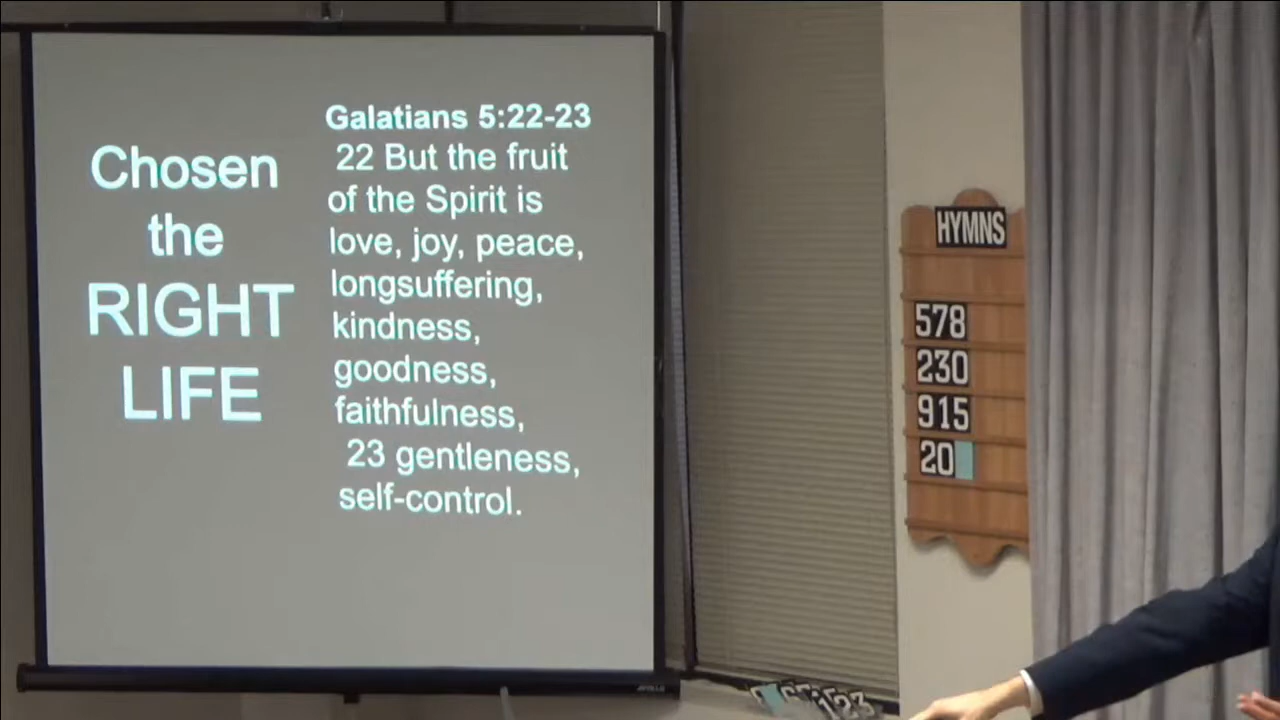 Chosen
the
RIGHT
LIFE
Galatians 5:22-23
22 But the fruit
of the Spirit is
love, joy, peace,
longsuffering,
kindness,
goodness,
faithfulness,
23 gentleness,
self-control.
HYMNS
578
230
915
20